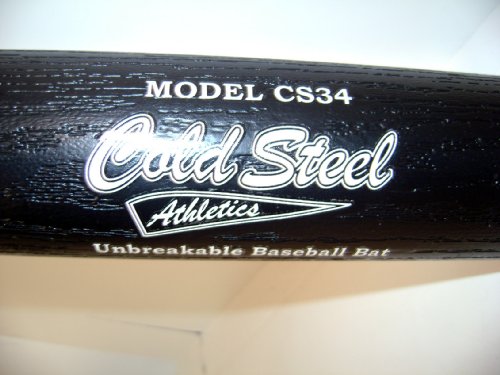 MODEL CS34
Cold Steel
Athletics
Unbreakable Baseball Bat